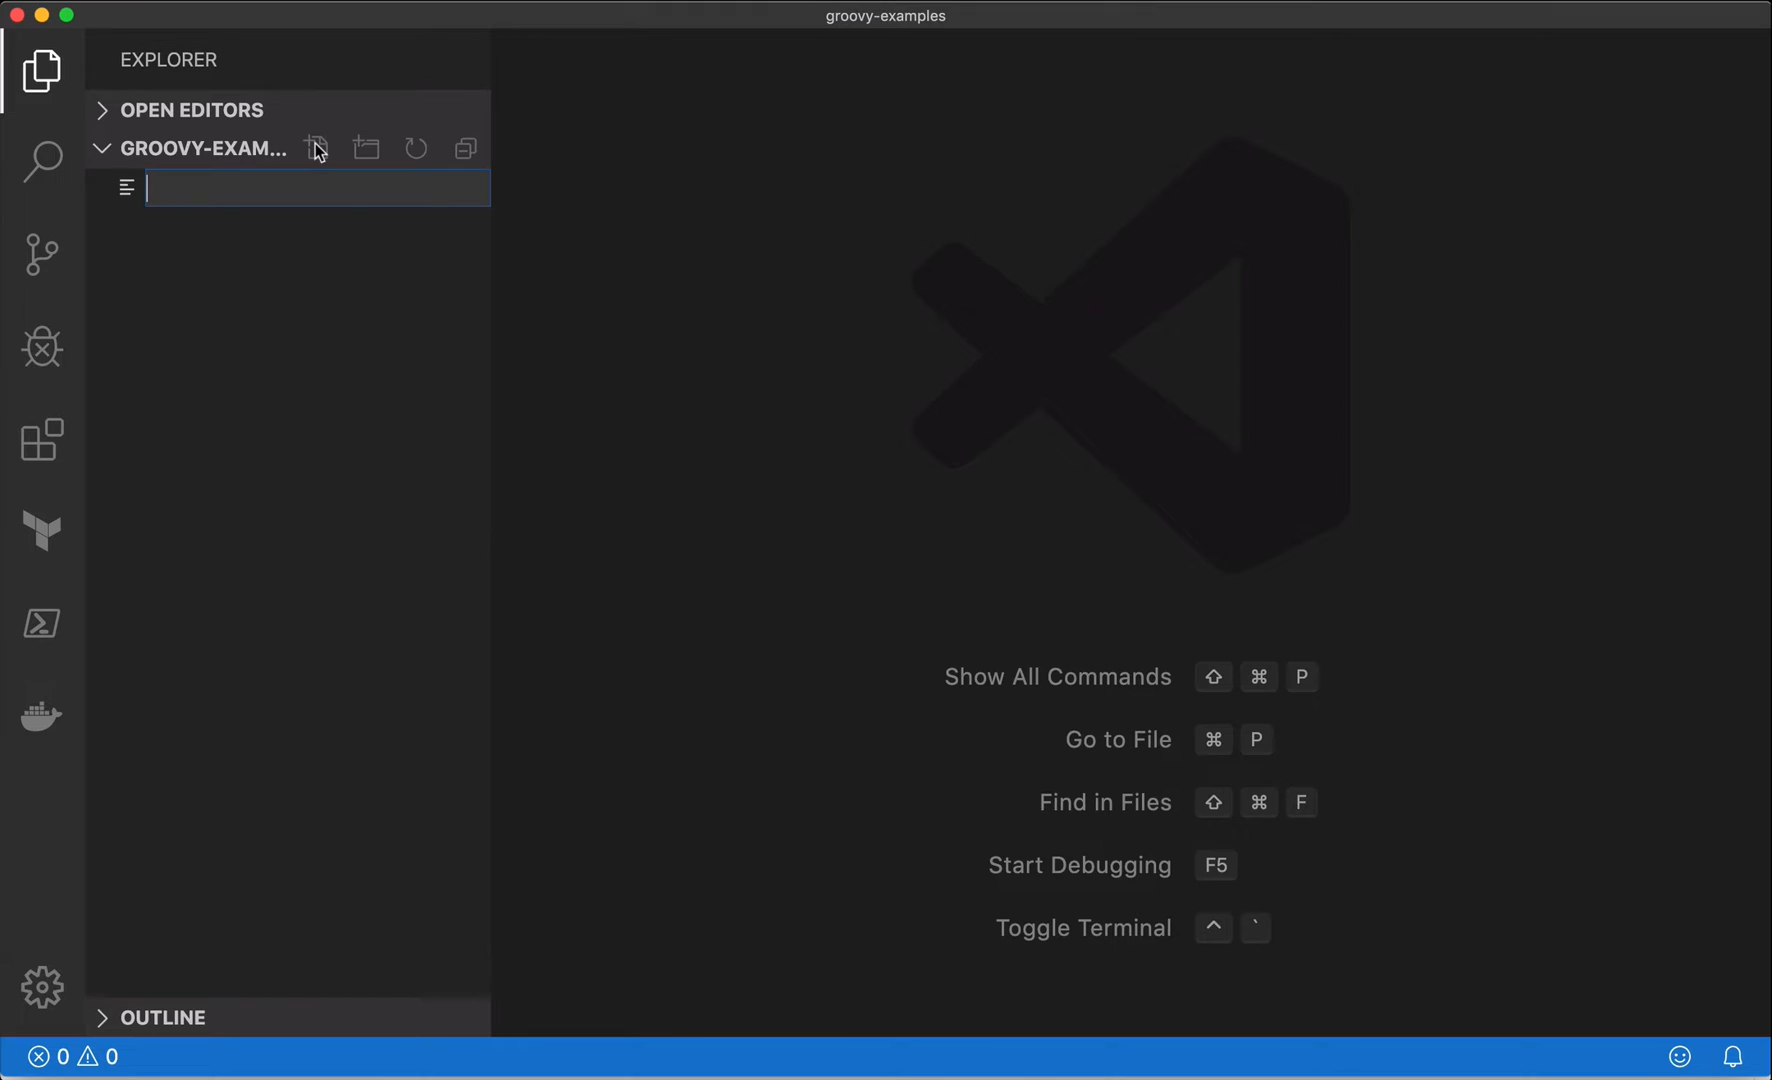 groovy-examples
EXPLORER
OPEN EDITORS
GROOVY-EXAM...
Show All Commands ⇧ ⌘ P
Go to File ⌘ P
Find in Files ⇧ ⌘ F
Start Debugging F5
Toggle Terminal ^ `
OUTLINE
0 0